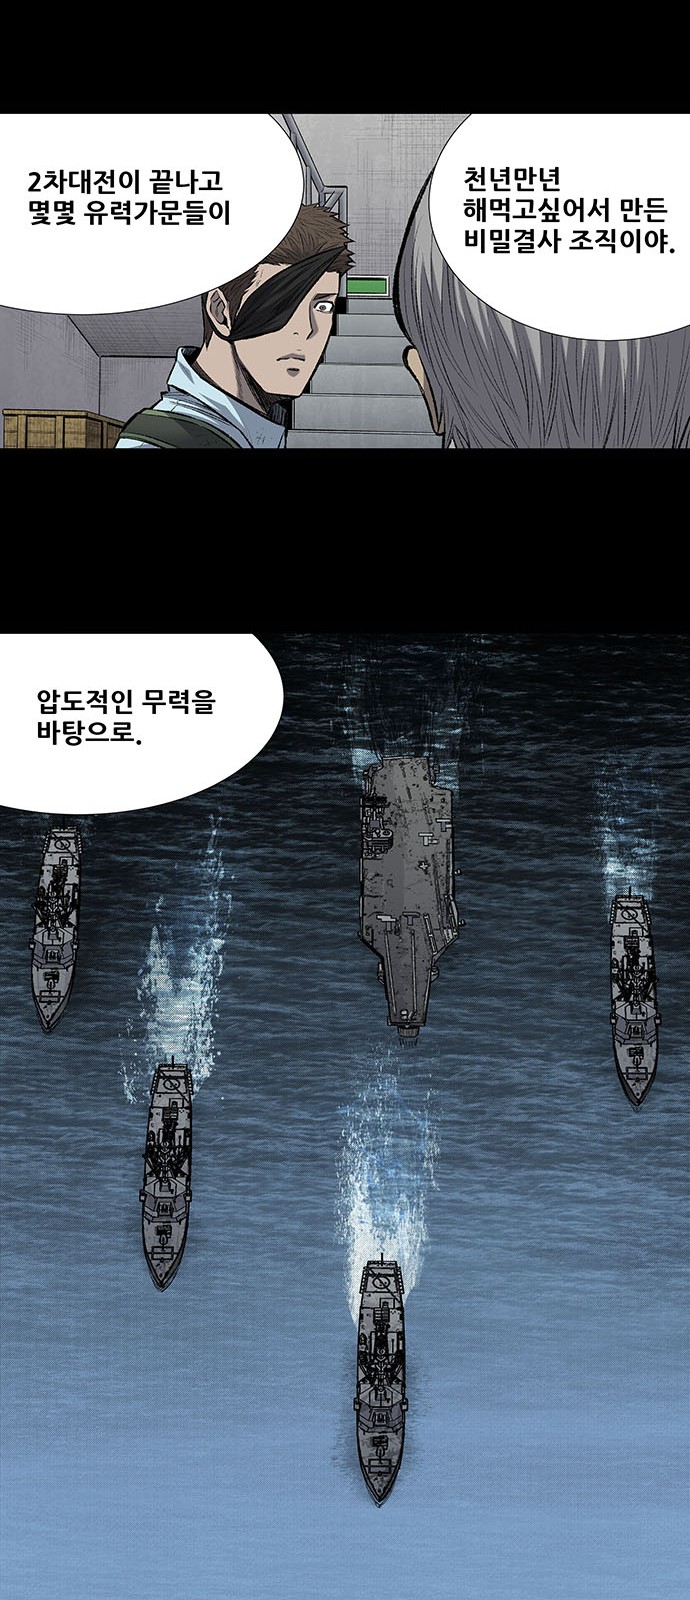 2차대전이 끝나고
몇몇 유력가문들이
천년만년
해먹고싶어서 만든
비밀결사 조직이야.
압도적인 무력을
바탕으로.